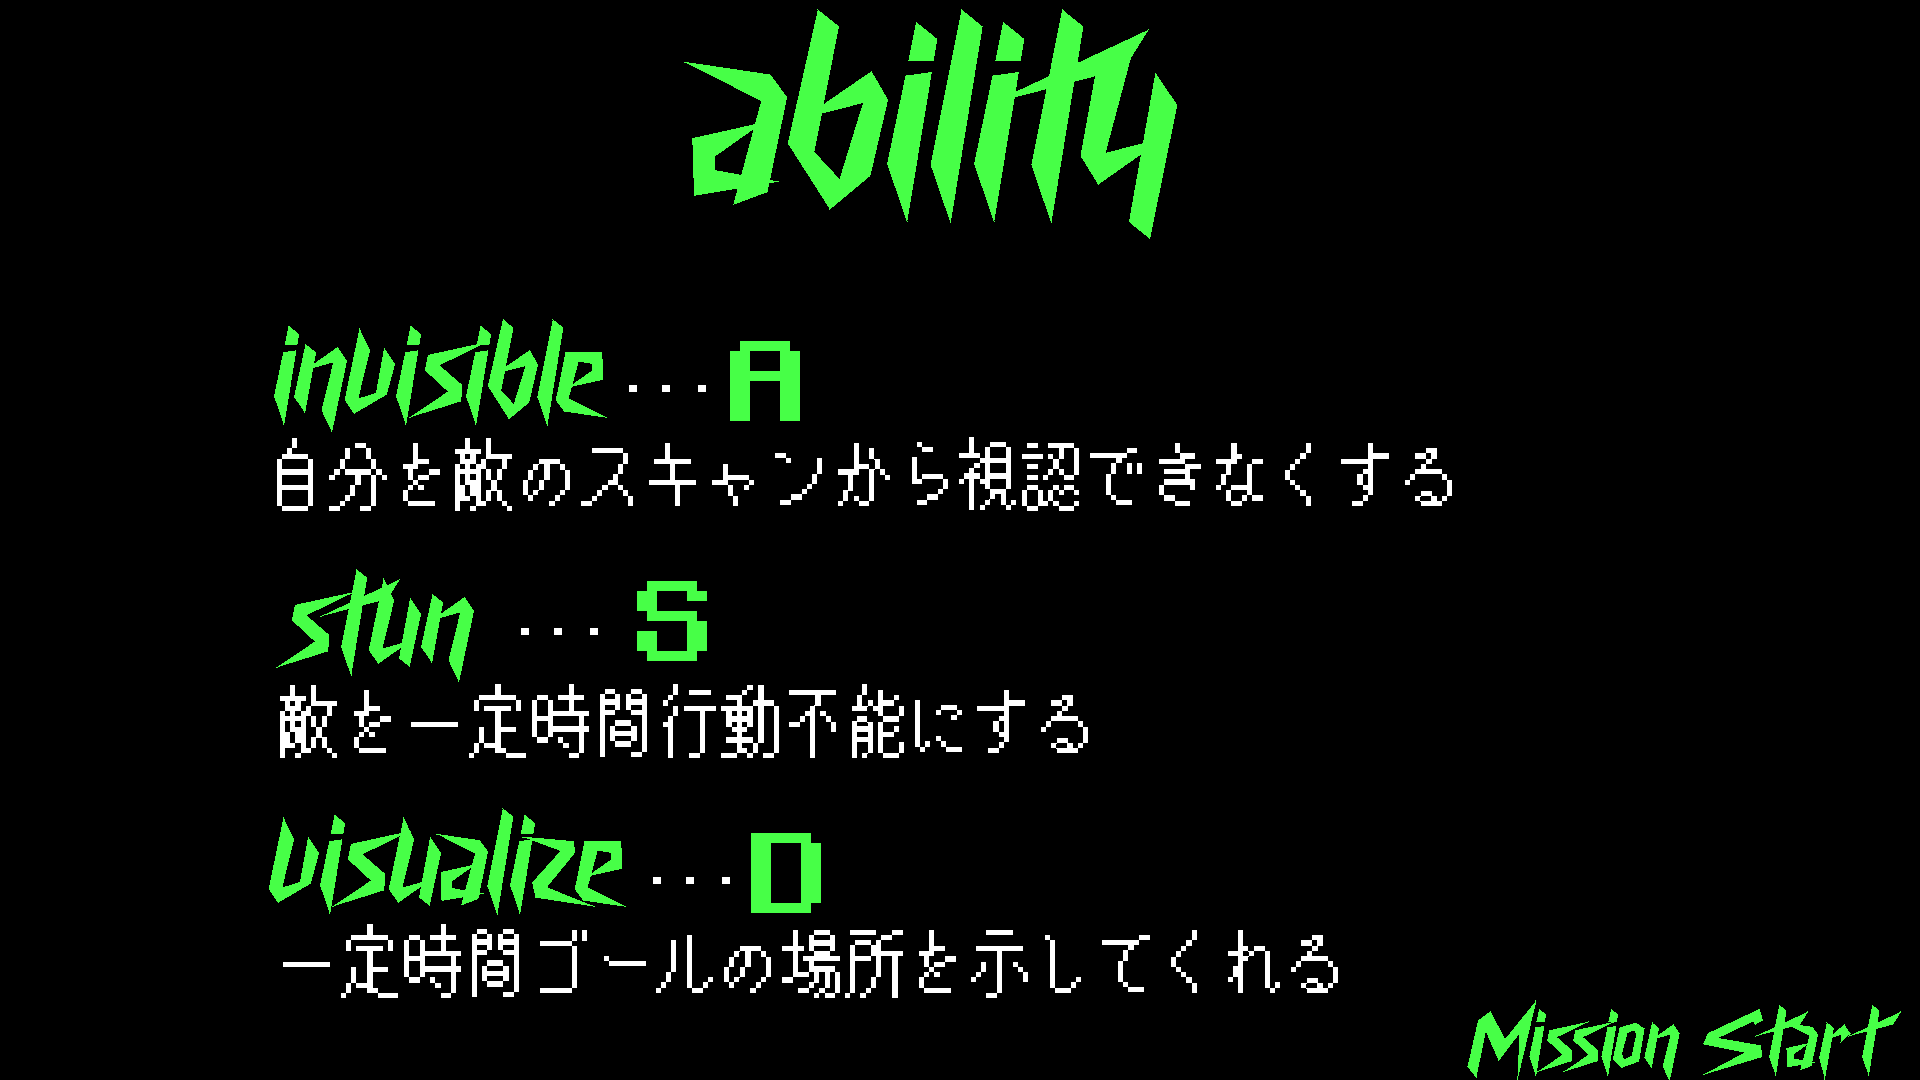 ability
invisible ...A
自分を敵のスキャンから視認できなくする
stun ... S
敵を一定時間行動不能にする
visualize ...D
一定時間ゴールの場所を示してくれる
Mission Start